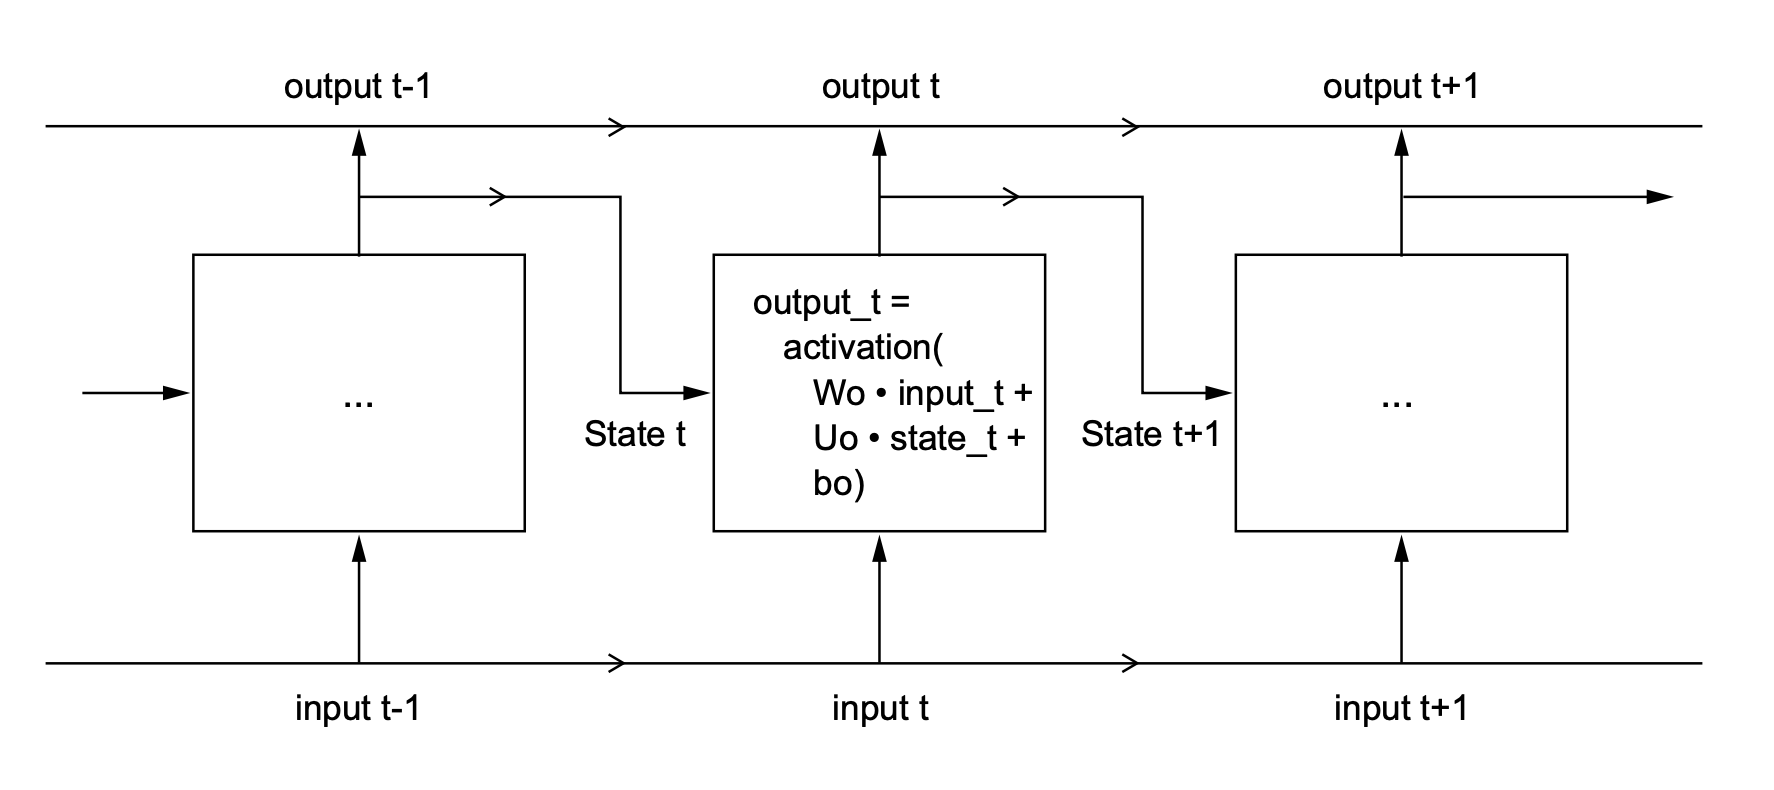 output t-1
output t
output t+1
output_t =
activation(
Wo • input_t +
Uo • state_t +
bo)
...
...
State t
State t+1
input t-1
input t
input t+1